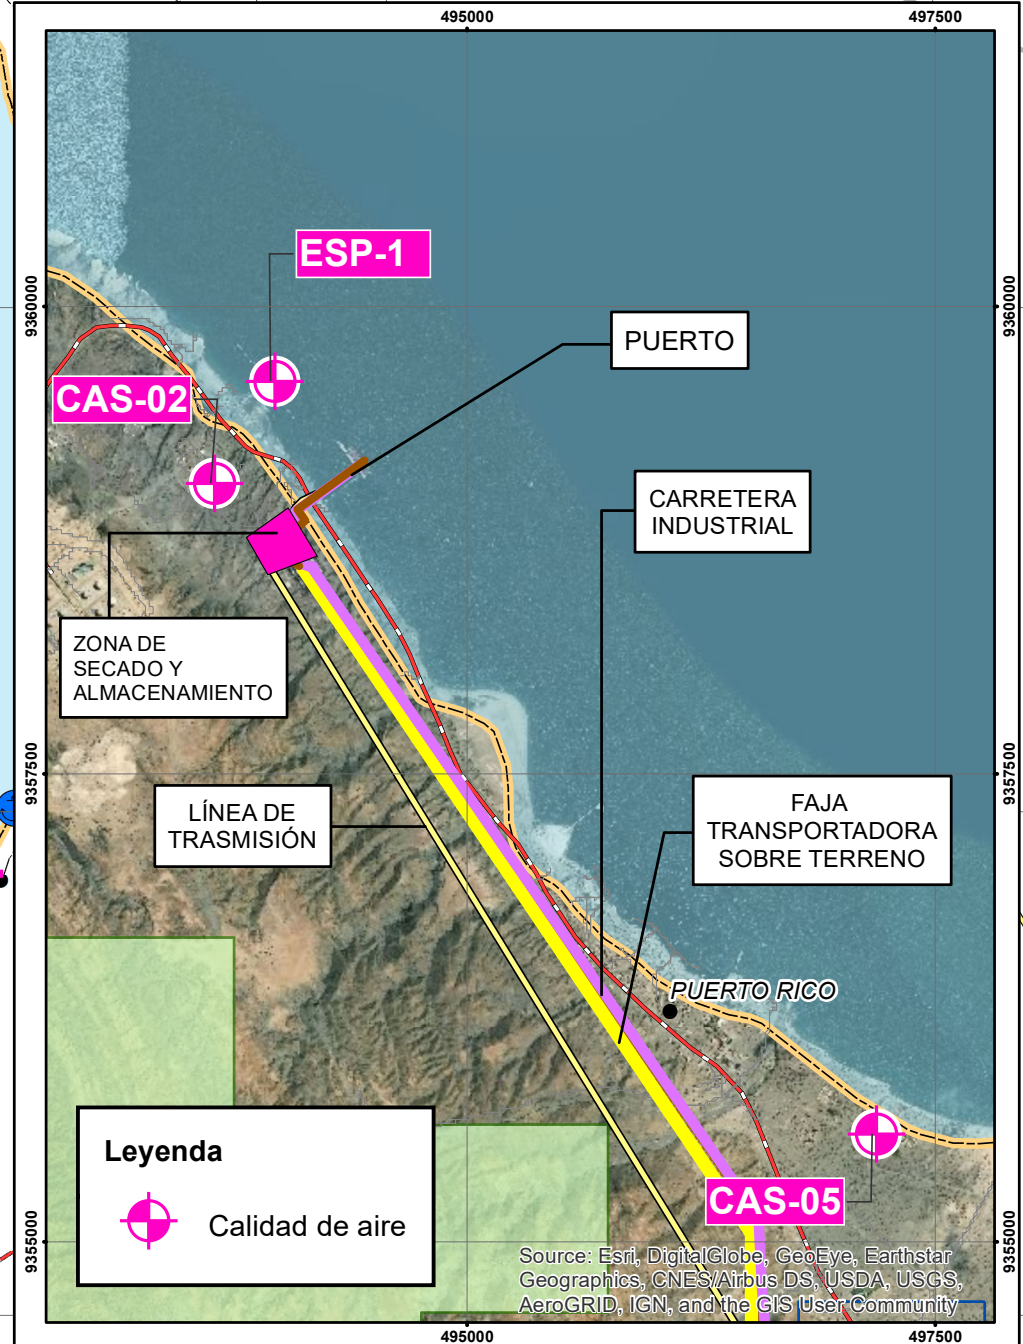 495000
497500
ESP-1
9360000
9360000
PUERTO
CAS-02
CARRETERA
INDUSTRIAL
ZONA DE
SECADO Y
ALMACENAMIENTO
9357500
9357500
LÍNEA DE
TRASMISIÓN
FAJA
TRANSPORTADORA
SOBRE TERRENO
PUERTO RICO
Leyenda
Calidad de aire
CAS-05
9355000
9355000
Source: Esri, DigitalGlobe, GeoEye, Earthstar
Geographics, CNES/Airbus DS, USDA, USGS,
AeroGRID, IGN, and the GIS User Community
495000
497500